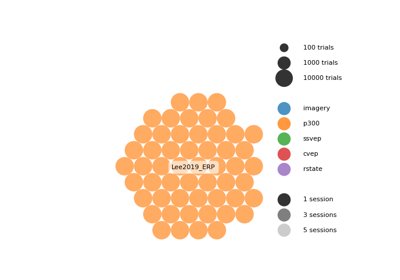 100 trials
1000 trials
10000 trials
imagery
p300
ssvep
cvep
rstate
Lee2019_ERP
1 session
3 sessions
5 sessions